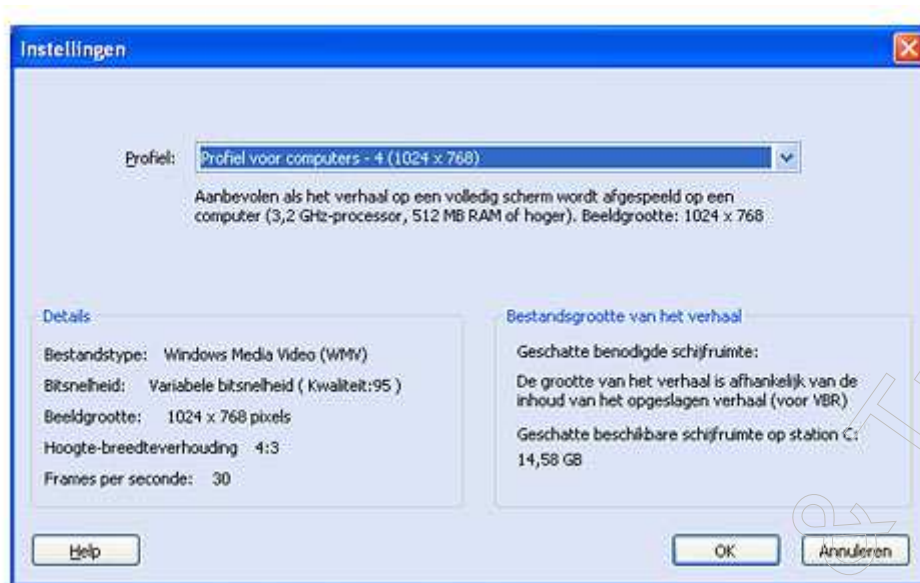 Instellingen
Profiel: Profiel voor computers - 4 (1024 x 768)
Aanbevolen als het verhaal op een volledig scherm wordt afgespeeld op een
computer (3,2 GHz-processor, 512 MB RAM of hoger). Beeldgrootte: 1024 x 768
Details
Bestandstype: Windows Media Video (WMV)
Bitsnelheid: Variabele bitsnelheid ( Kwaliteit:95 )
Beeldgrootte: 1024 x 768 pixels
Hoogte-breedteverhouding 4:3
Frames per seconde: 30
Bestandsgrootte van het verhaal
Geschatte benodigde schijfruimte:
De grootte van het verhaal is afhankelijk van de
inhoud van het opgeslagen verhaal (voor VBR)
Geschatte beschikbare schijfruimte op station C:
14,58 GB
Help
OK
Annuleren